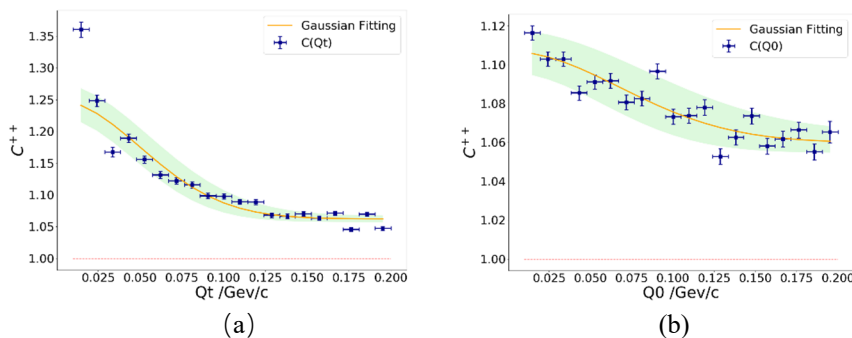 1.35
1.30
1.25
1.20
1.15
1.10
1.05
1.00
C⁺⁺
Gaussian Fitting
C(Qt)
0.025 0.050 0.075 0.100 0.125 0.150 0.175 0.200
Qt /Gev/c
(a)
1.12
1.10
1.08
1.06
1.04
1.02
1.00
C⁺⁺
Gaussian Fitting
C(Q0)
0.025 0.050 0.075 0.100 0.125 0.150 0.175 0.200
Q0 /Gev/c
(b)